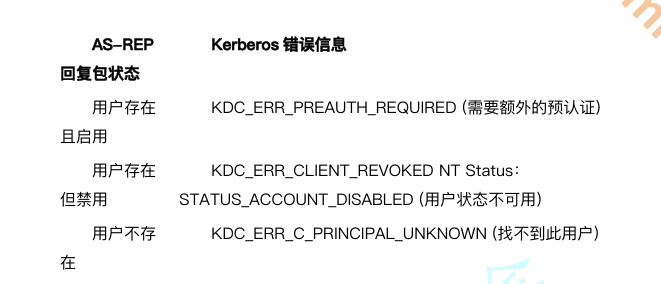 AS-REP Kerberos 错误信息
回复包状态
用户存在 KDC_ERR_PREAUTH_REQUIRED (需要额外的预认证)
且启用
用户存在 KDC_ERR_CLIENT_REVOKED NT Status:
但禁用 STATUS_ACCOUNT_DISABLED (用户状态不可用)
用户不存 KDC_ERR_C_PRINCIPAL_UNKNOWN (找不到此用户)
在